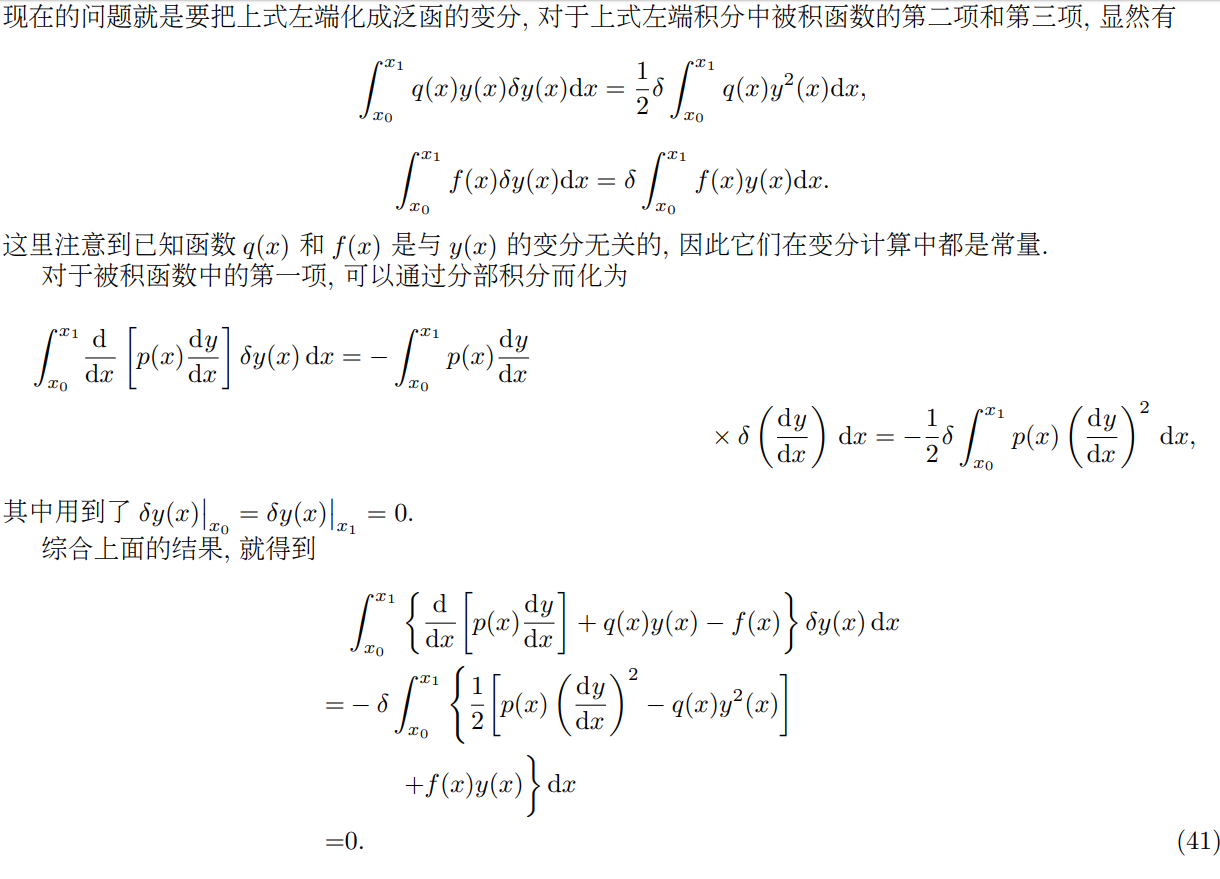 现在的问题就是要把上式左端化成泛函的变分, 对于上式左端积分中被积函数的第二项和第三项, 显然有
$$\int_{x_0}^{x_1} q(x)y(x)\delta y(x)\mathrm{d}x = \frac{1}{2}\delta \int_{x_0}^{x_1} q(x)y^2(x)\mathrm{d}x,$$
$$\int_{x_0}^{x_1} f(x)\delta y(x)\mathrm{d}x = \delta \int_{x_0}^{x_1} f(x)y(x)\mathrm{d}x.$$
这里注意到已知函数 $q(x)$ 和 $f(x)$ 是与 $y(x)$ 的变分无关的, 因此它们在变分计算中都是常量.
对于被积函数中的第一项, 可以通过分部积分而化为
$$\int_{x_0}^{x_1} \frac{\mathrm{d}}{\mathrm{d}x}\left[p(x)\frac{\mathrm{d}y}{\mathrm{d}x}\right]\delta y(x)\,\mathrm{d}x = -\int_{x_0}^{x_1} p(x)\frac{\mathrm{d}y}{\mathrm{d}x}$$
$$\times\, \delta\left(\frac{\mathrm{d}y}{\mathrm{d}x}\right)\,\mathrm{d}x = -\frac{1}{2}\delta\int_{x_0}^{x_1} p(x)\left(\frac{\mathrm{d}y}{\mathrm{d}x}\right)^2\,\mathrm{d}x,$$
其中用到了 $\delta y(x)\big|_{x_0} = \delta y(x)\big|_{x_1} = 0.$
综合上面的结果, 就得到
$$\int_{x_0}^{x_1}\left\{\frac{\mathrm{d}}{\mathrm{d}x}\left[p(x)\frac{\mathrm{d}y}{\mathrm{d}x}\right] + q(x)y(x) - f(x)\right\}\delta y(x)\,\mathrm{d}x$$
$$= -\,\delta\int_{x_0}^{x_1}\left\{\frac{1}{2}\left[p(x)\left(\frac{\mathrm{d}y}{\mathrm{d}x}\right)^2 - q(x)y^2(x)\right]\right.$$
$$\left. + f(x)y(x)\right\}\mathrm{d}x$$
$$=0. \quad (41)$$